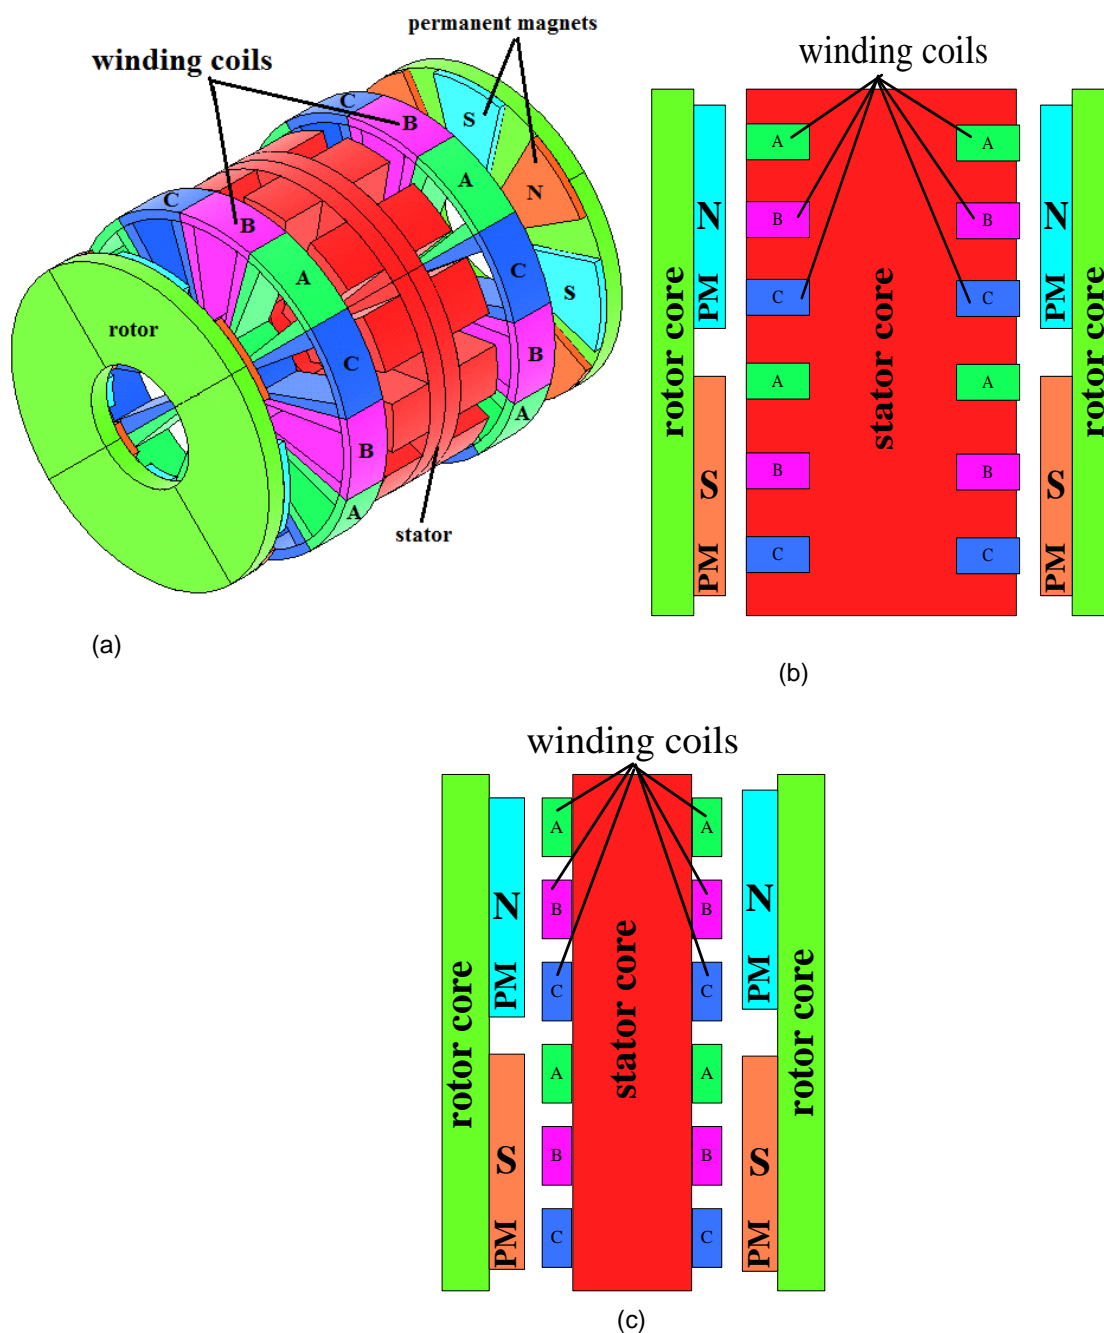 permanent magnets
winding coils
C
B
S
A
N
C
B
A
C
S
rotor
C
B
B
A
A
stator
(a)
winding coils
A
A
B
B
C
C
A
A
B
B
C
C
N
PM
S
PM
N
PM
S
PM
rotor core
stator core
rotor core
(b)
winding coils
A
A
B
B
C
C
A
A
B
B
C
C
N
PM
S
PM
N
PM
S
PM
rotor core
stator core
rotor core
(c)